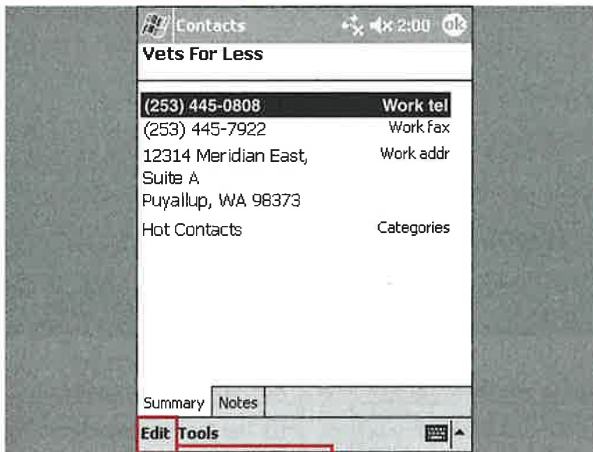 Contacts 2:00 ok
Vets For Less
(253) 445-0808 Work tel
(253) 445-7922 Work fax
12314 Meridian East, Work addr
Suite A
Puyallup, WA 98373
Hot Contacts Categories
Summary Notes
Edit Tools